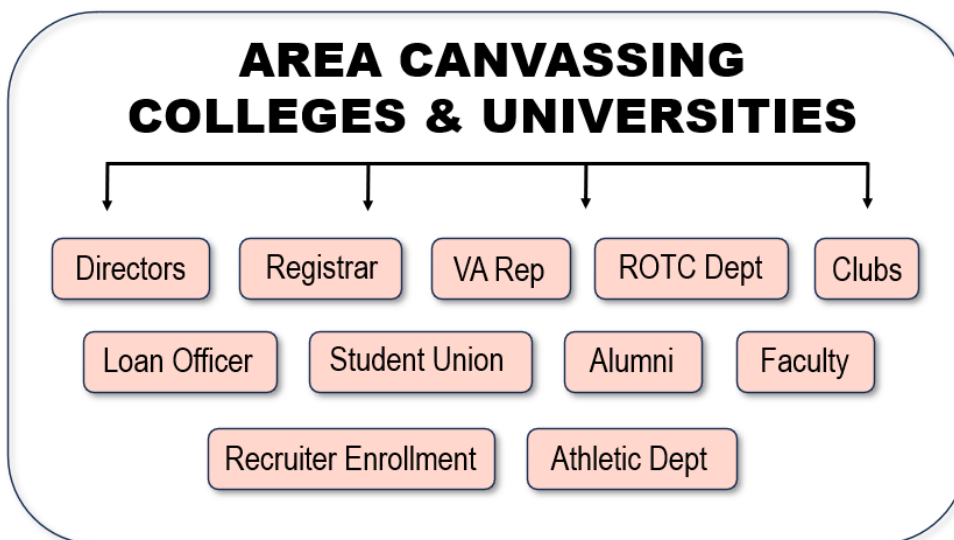 AREA CANVASSING
COLLEGES & UNIVERSITIES
Directors
Registrar
VA Rep
ROTC Dept
Clubs
Loan Officer
Student Union
Alumni
Faculty
Recruiter Enrollment
Athletic Dept